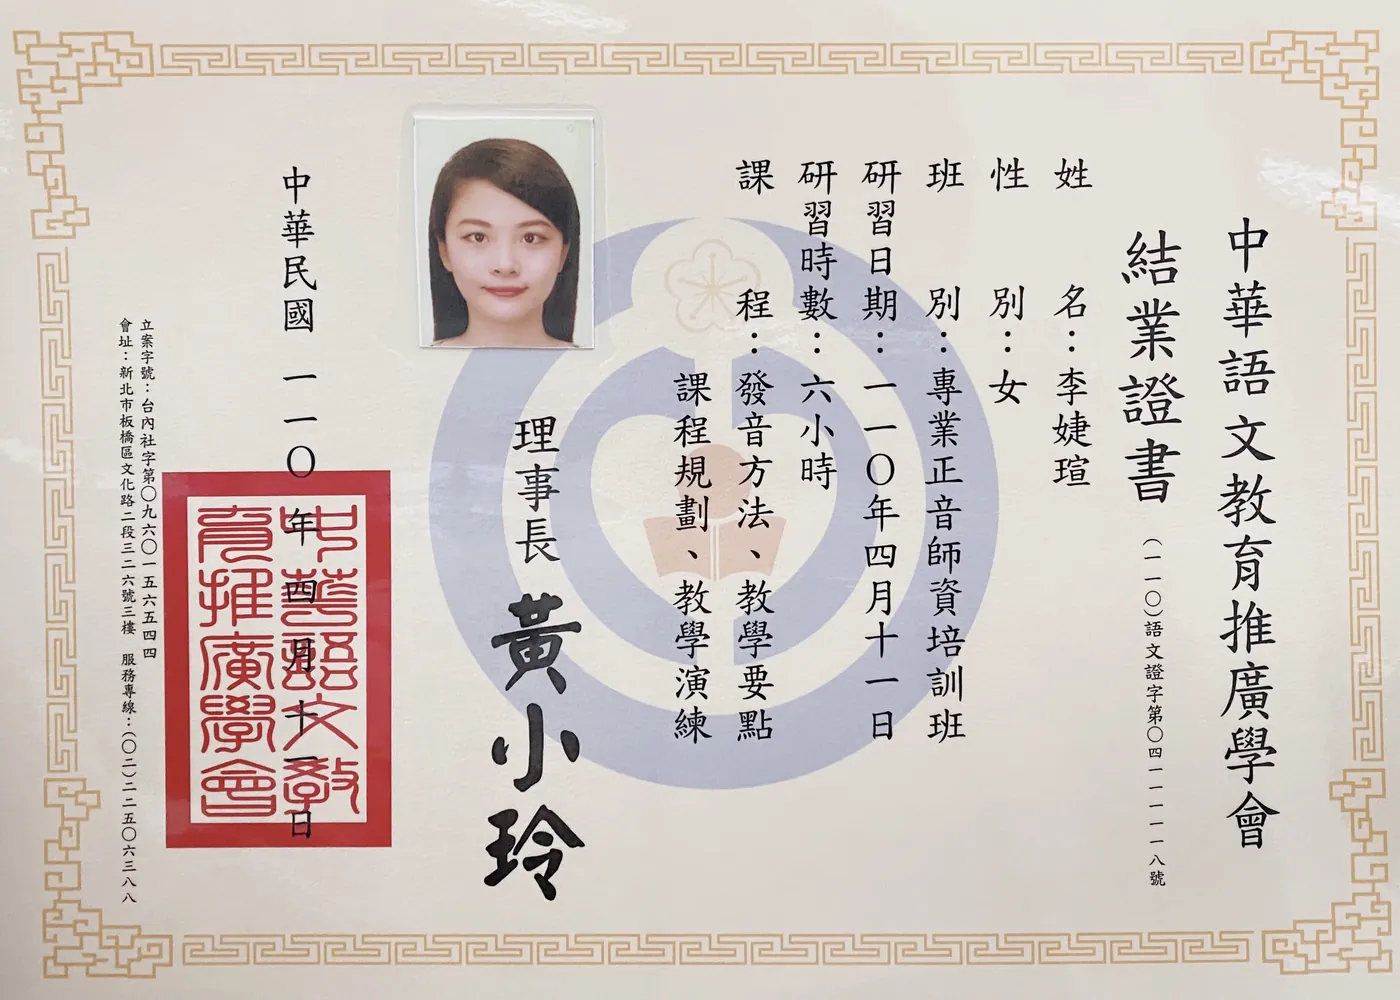 中華語文教育推廣學會
結業證書
（一一〇）語文證字第〇四一一一一一八號
姓名：李婕瑄
性別：女
班別：專業正音師資培訓班
研習日期：一一〇年四月十一日
研習時數：六小時
課程：發音方法、教學要點
課程規劃、教學演練
理事長 黃小玲
中華民國一一〇年四月十一日
中華語文教育推廣學會
立案字號：台內社字第〇九六〇一五六五四四
會址：新北市板橋區文化路二段三二六號三樓 服務專線：（〇二）二二五〇六三八八